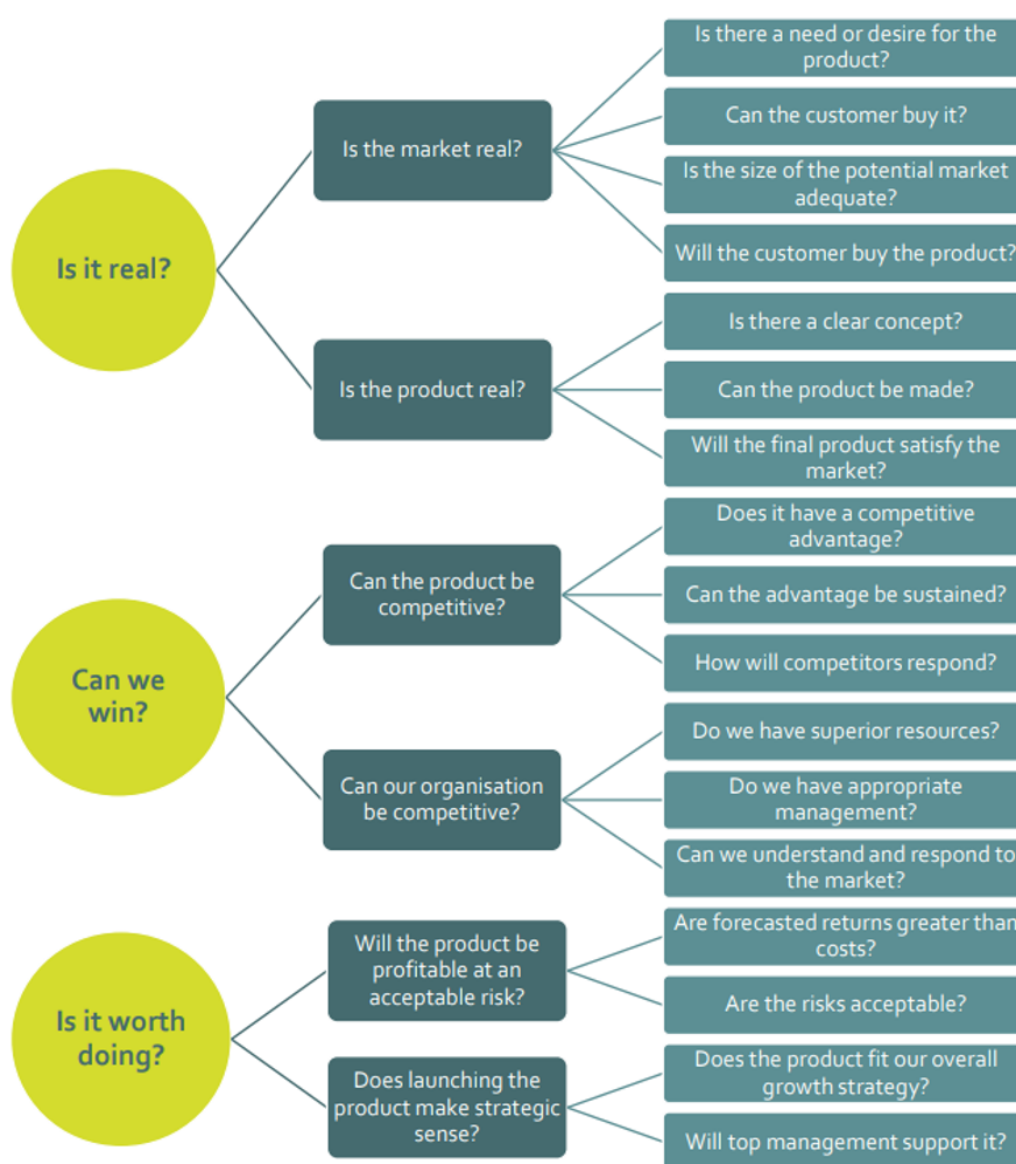 Is it real?
Is the market real?
Is there a need or desire for the
product?
Can the customer buy it?
Is the size of the potential market
adequate?
Will the customer buy the product?
Is the product real?
Is there a clear concept?
Can the product be made?
Will the final product satisfy the
market?
Can we
win?
Can the product be
competitive?
Does it have a competitive
advantage?
Can the advantage be sustained?
How will competitors respond?
Can our organisation
be competitive?
Do we have superior resources?
Do we have appropriate
management?
Can we understand and respond to
the market?
Is it worth
doing?
Will the product be
profitable at an
acceptable risk?
Are forecasted returns greater than
costs?
Are the risks acceptable?
Does launching the
product make strategic
sense?
Does the product fit our overall
growth strategy?
Will top management support it?